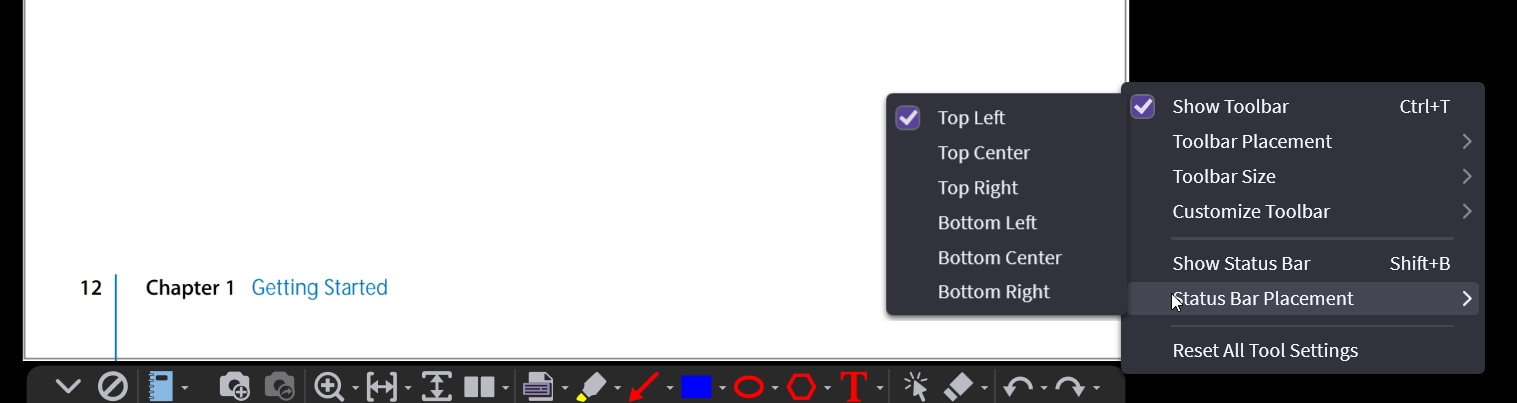 Top Left
Top Center
Top Right
Bottom Left
Bottom Center
Bottom Right
Show Toolbar Ctrl+T
Toolbar Placement
Toolbar Size
Customize Toolbar
Show Status Bar Shift+B
Status Bar Placement
Reset All Tool Settings
12 Chapter 1 Getting Started
T